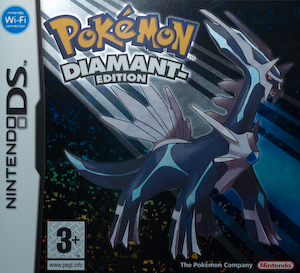 Nintendo
Wi-Fi
connection
NINTENDO DS
POKéMON
DIAMANT-
EDITION
3+
www.pegi.info
The Pokémon Company
Nintendo